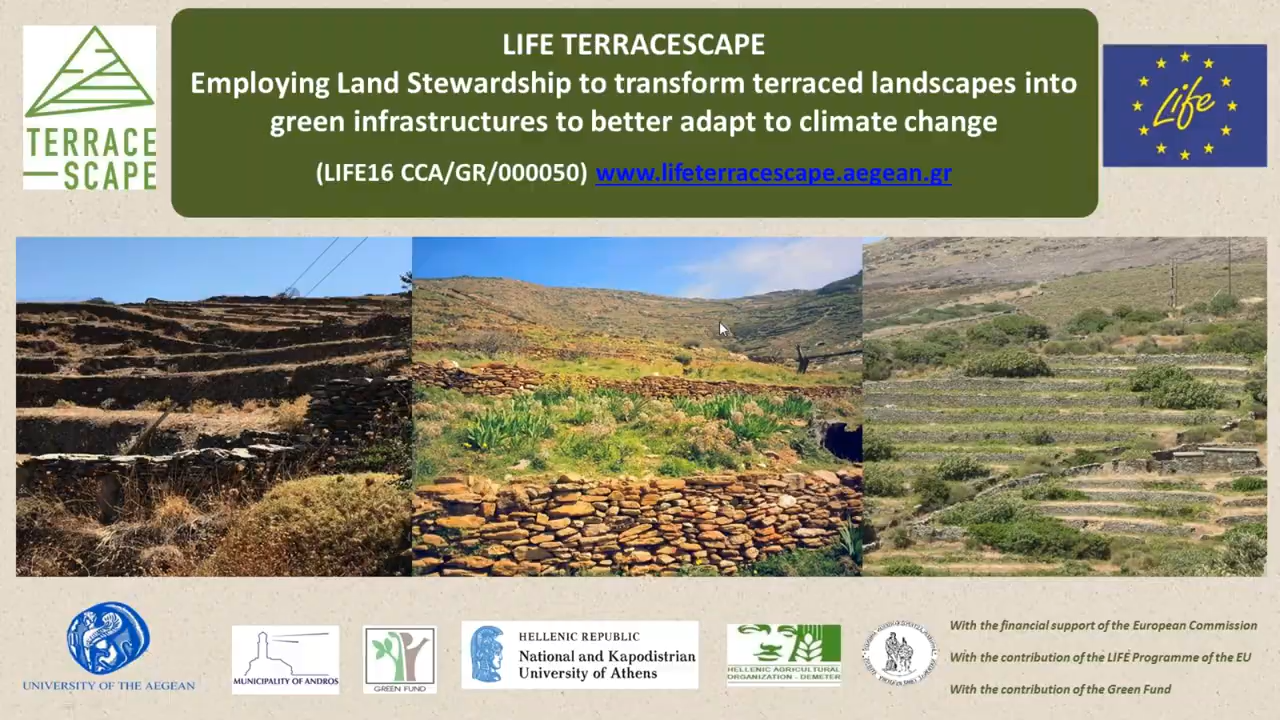 LIFE TERRACESCAPE
Employing Land Stewardship to transform terraced landscapes into
green infrastructures to better adapt to climate change
(LIFE16 CCA/GR/000050) www.lifeterracescape.aegean.gr
TERRACE
SCAPE
Life
UNIVERSITY OF THE AEGEAN
MUNICIPALITY OF ANDROS
GREEN FUND
HELLENIC REPUBLIC
National and Kapodistrian
University of Athens
HELLENIC AGRICULTURAL
ORGANIZATION - DEMETER
With the financial support of the European Commission
With the contribution of the LIFE Programme of the EU
With the contribution of the Green Fund